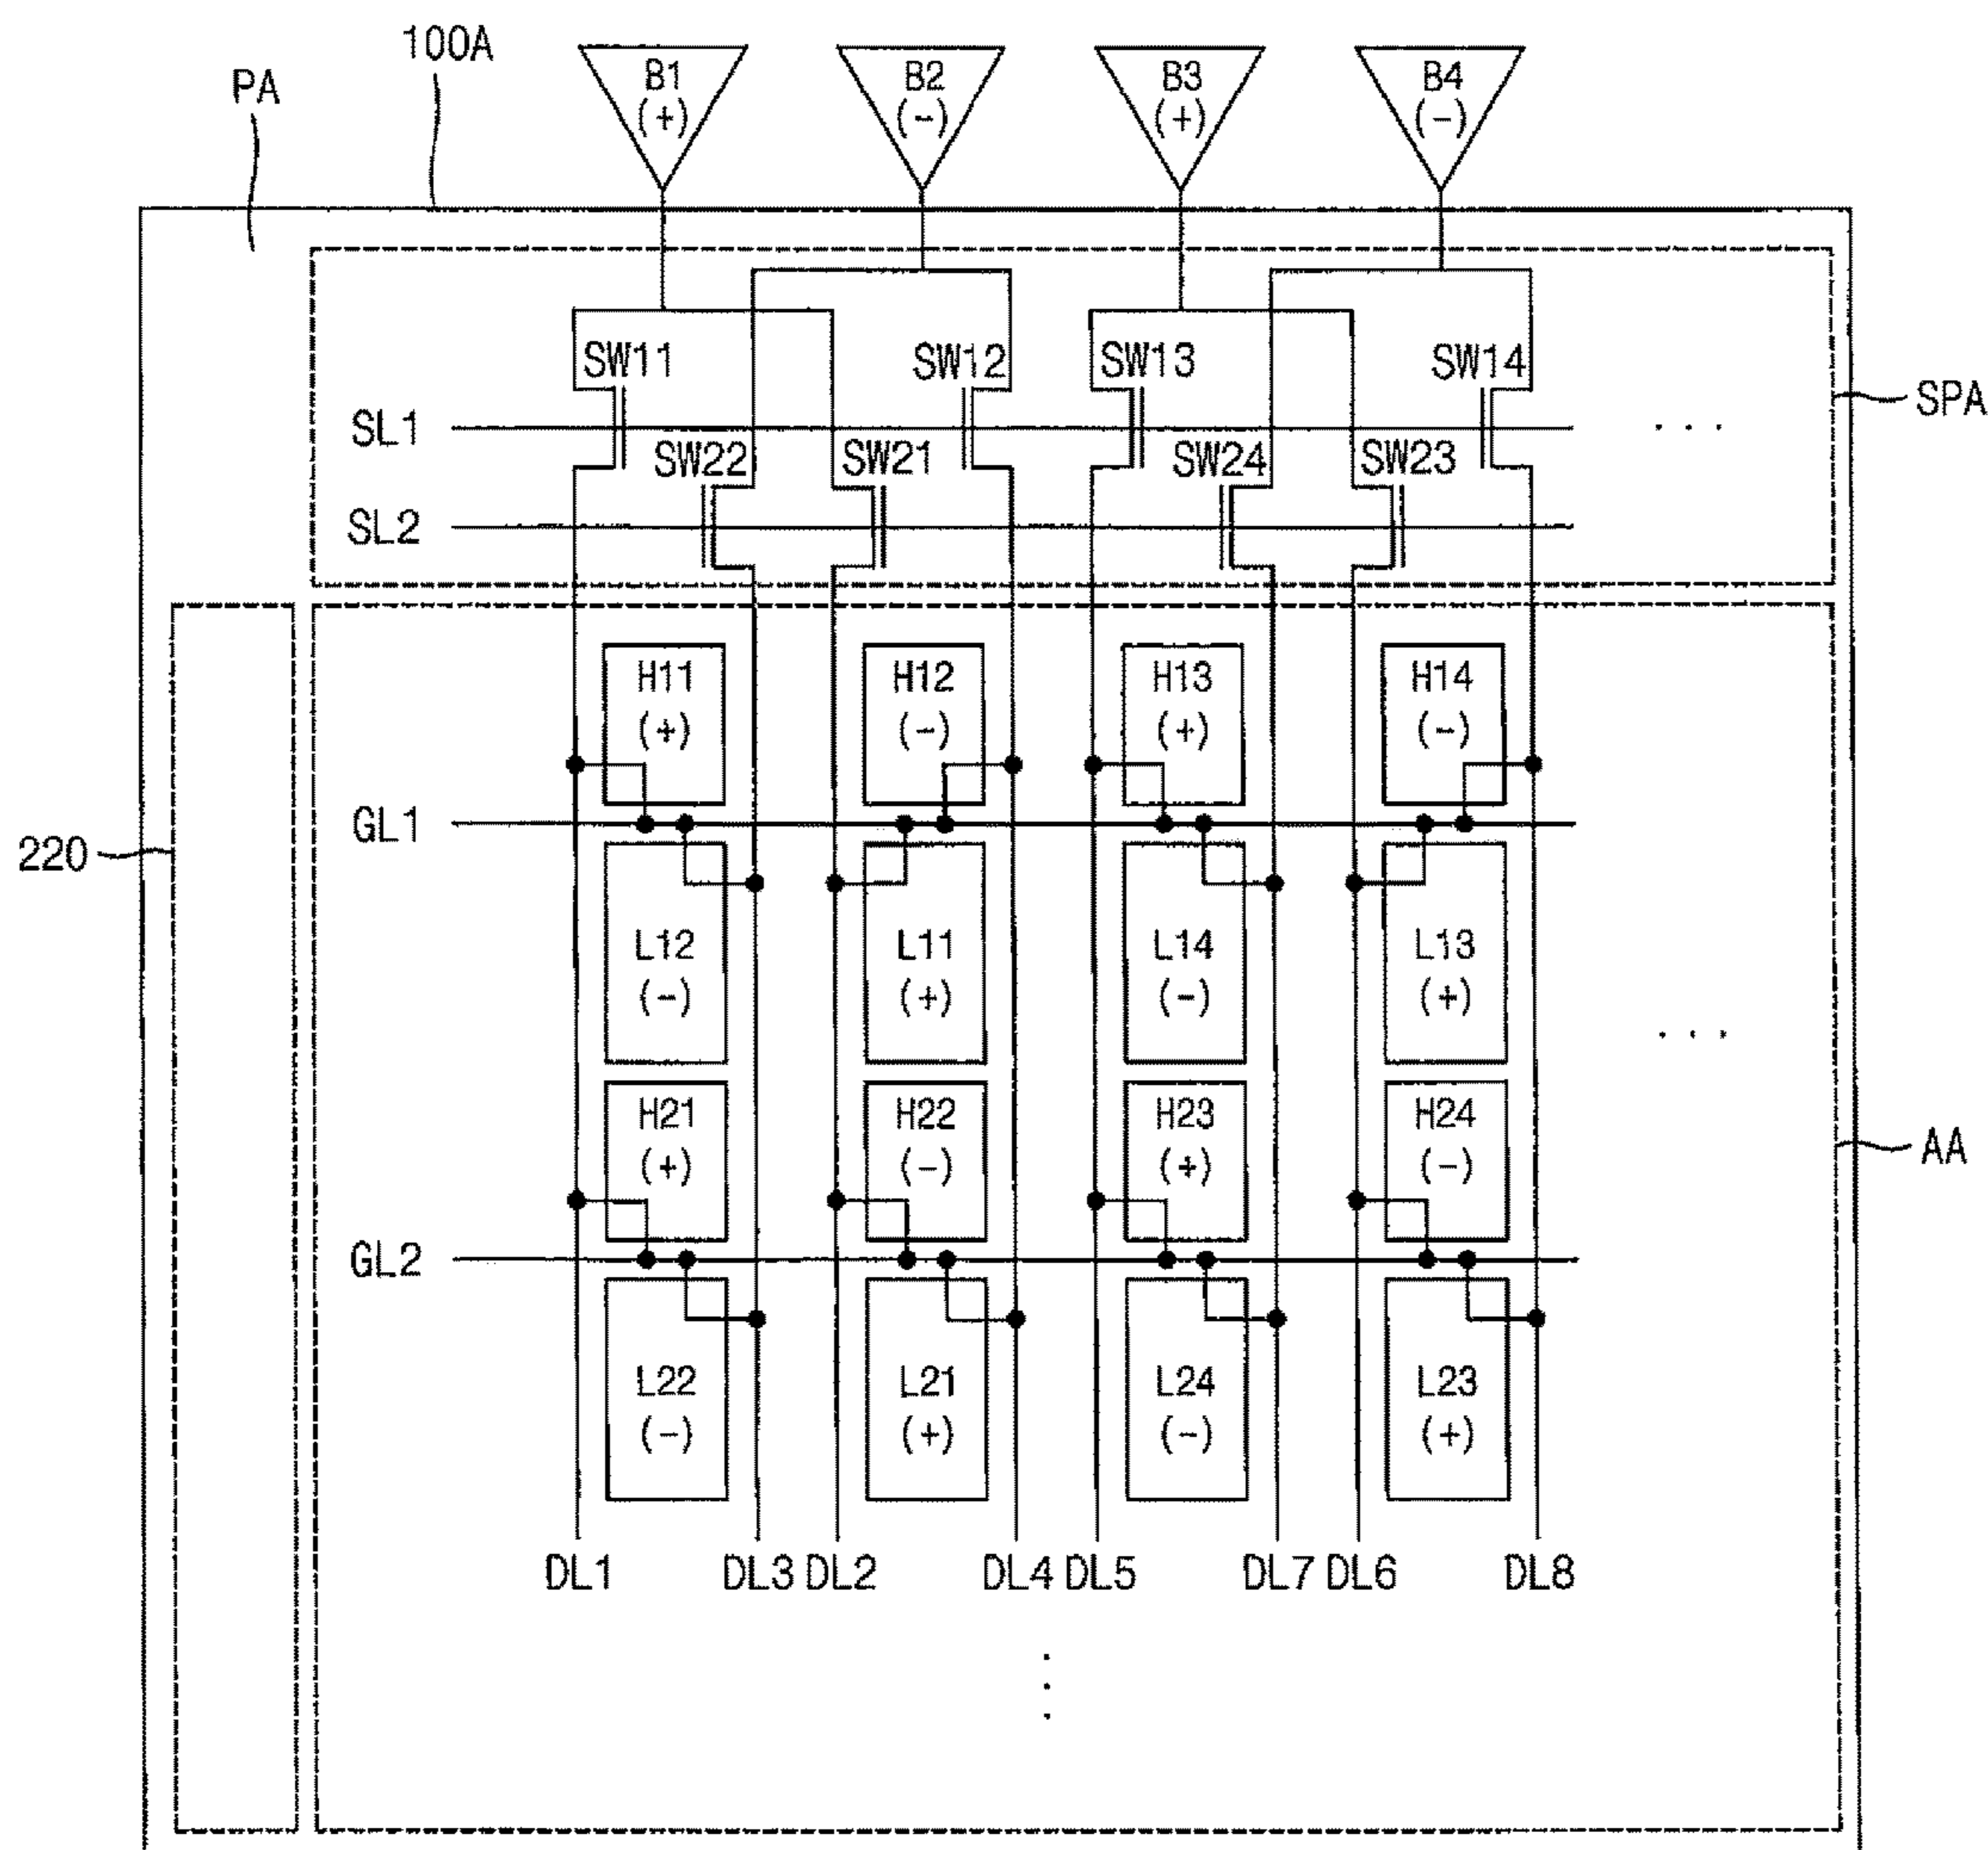 100A
PA
B1
(+)
B2
(-)
B3
(+)
B4
(-)
SW11
SW12
SW13
SW14
SPA
SL1
...
SW22
SW21
SW24
SW23
SL2
H11
(+)
H12
(-)
H13
(+)
H14
(-)
GL1
220
L12
(-)
L11
(+)
L14
(-)
L13
(+)
...
H21
(+)
H22
(-)
H23
(+)
H24
(-)
AA
GL2
L22
(-)
L21
(+)
L24
(-)
L23
(+)
DL1
DL3
DL2
DL4
DL5
DL7
DL6
DL8